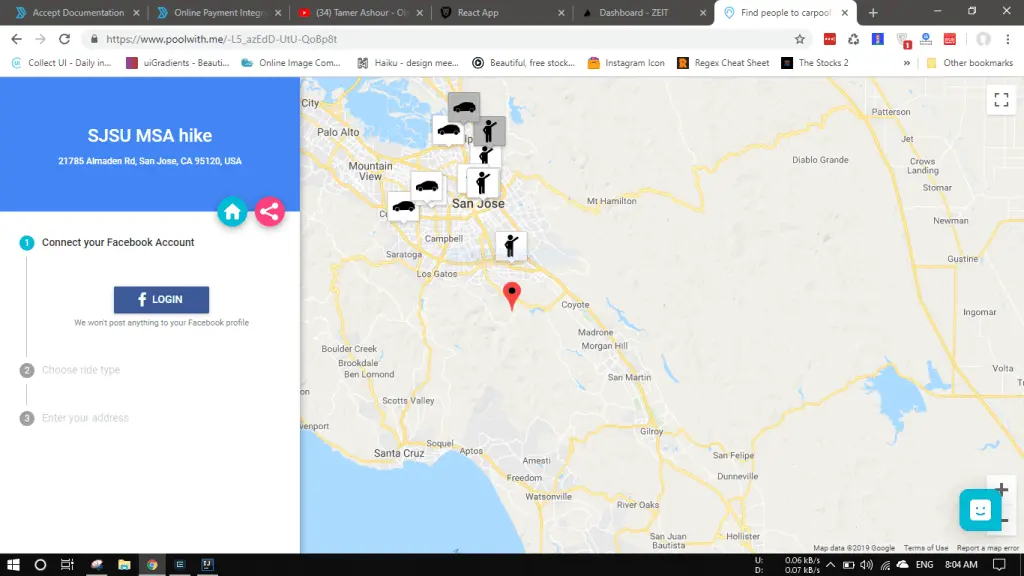 Accept Documentation
Online Payment Integra
(34) Tamer Ashour - Ol
React App
Dashboard - ZEIT
Find people to carpool
https://www.poolwith.me/-L5_azEdD-UtU-QoBp8t
Collect UI - Daily in...
uiGradients - Beauti...
Online Image Com...
Haiku - design mee...
Beautiful, free stock...
Instagram Icon
Regex Cheat Sheet
The Stocks 2
Other bookmarks
SJSU MSA hike
21785 Almaden Rd, San Jose, CA 95120, USA
1 Connect your Facebook Account
f LOGIN
We won't post anything to your Facebook profile
2 Choose ride type
3 Enter your address
City
Palo Alto
Mountain
View
San Jose
Campbell
Saratoga
Los Gatos
Mt Hamilton
Patterson
Jet
Diablo Grande
Crows
Landing
Stomar
Newman
Gustine
Ingomar
Volta
Coyote
Madrone
Morgan Hill
San Martin
Boulder Creek
Brookdale
Ben Lomond
Scotts Valley
venport
Santa Cruz
Soquel
Aptos
Gilroy
San Felipe
Dunneville
Amesti
Freedom
Watsonville
River Oaks
San Juan
Bautista
Hollister
Map data ©2019 Google
Terms of Use
Report a map error
U: 0.06 kB/s
D: 0.07 kB/s
ENG
8:04 AM